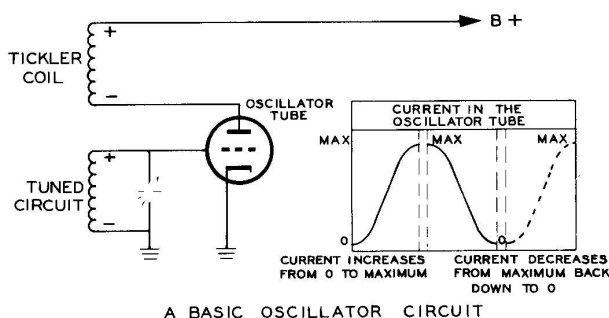 + B+
TICKLER
COIL
−
OSCILLATOR
TUBE
+
TUNED
CIRCUIT
−
CURRENT IN THE
OSCILLATOR TUBE
MAX MAX MAX
0 0
CURRENT INCREASES
FROM 0 TO MAXIMUM
CURRENT DECREASES
FROM MAXIMUM BACK
DOWN TO 0
A BASIC OSCILLATOR CIRCUIT